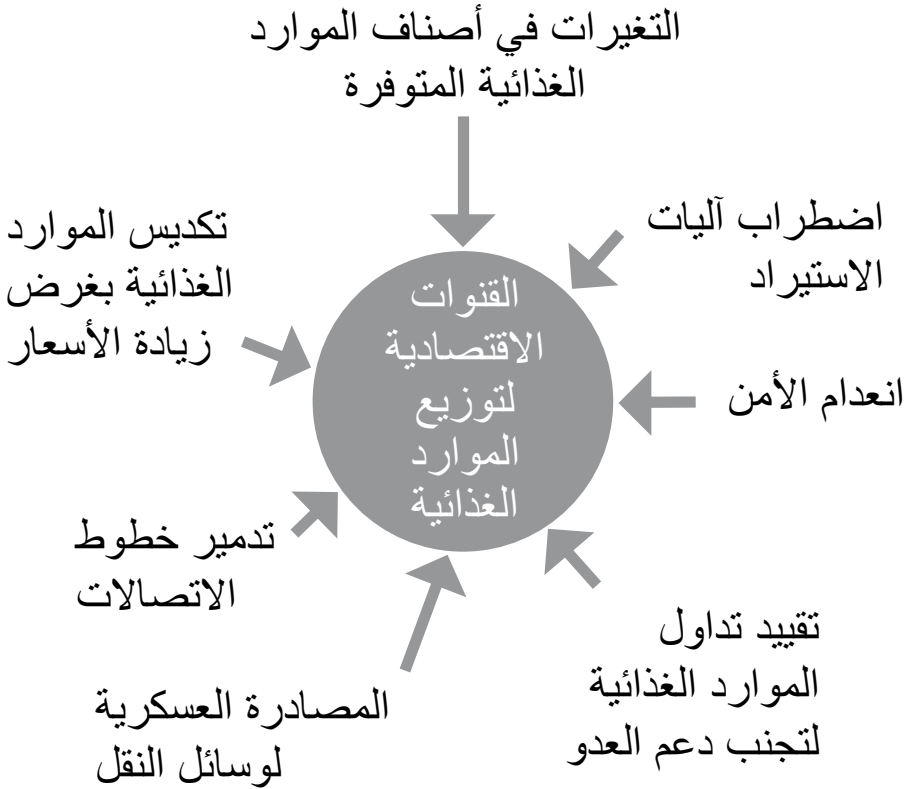 التغيرات في أصناف الموارد
الغذائية المتوفرة
اضطراب آليات
الاستيراد
تكديس الموارد
الغذائية بغرض
زيادة الأسعار
القنوات
الاقتصادية
لتوزيع
الموارد
الغذائية
انعدام الأمن
تدمير خطوط
الاتصالات
تقييد تداول
الموارد الغذائية
لتجنب دعم العدو
المصادرة العسكرية
لوسائل النقل